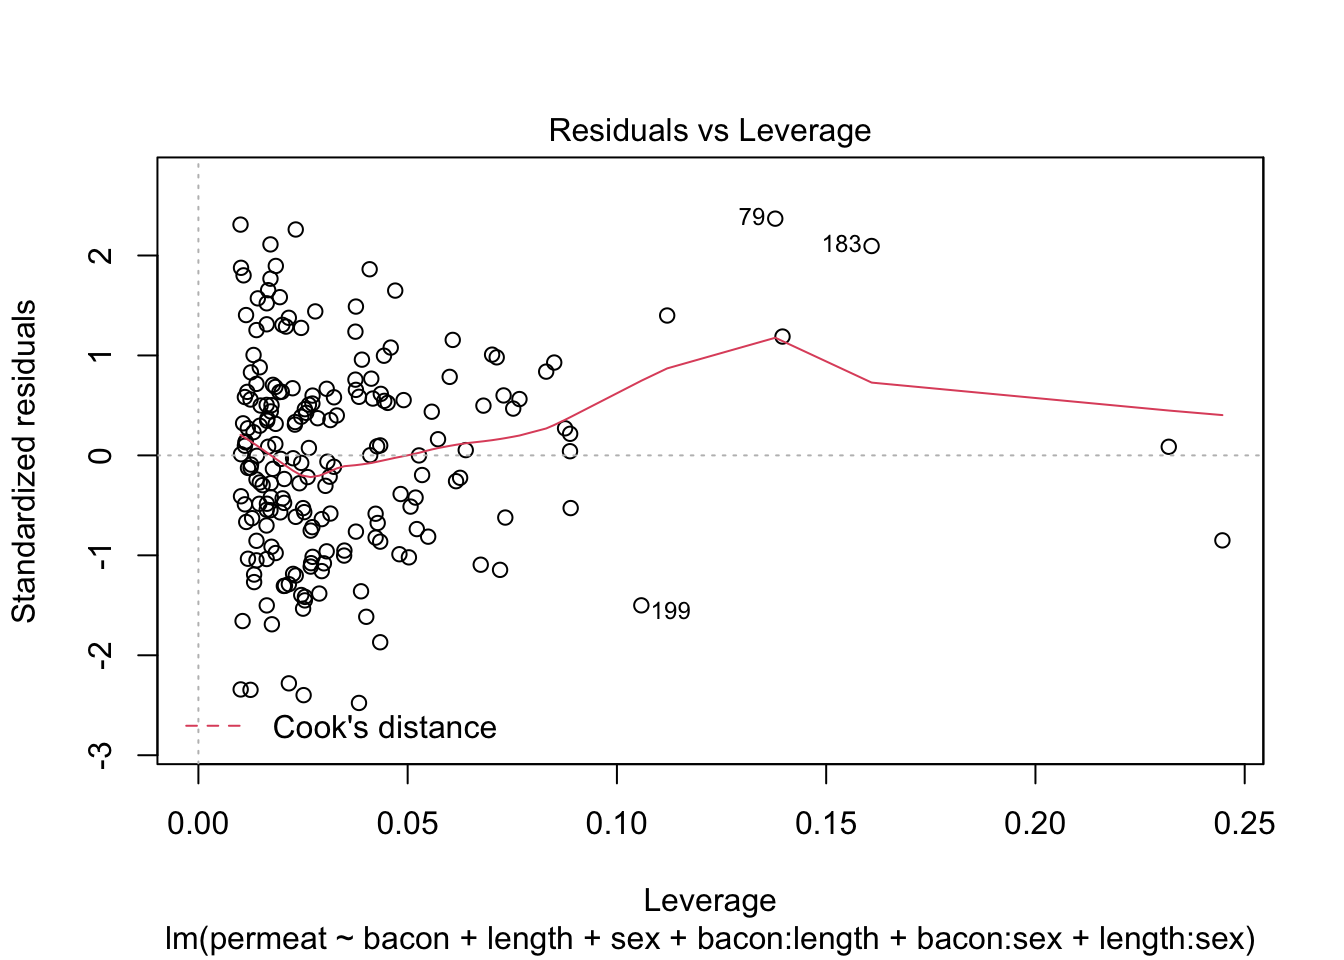 Residuals vs Leverage
Standardized residuals
2
1
0
-1
-2
-3
79
183
199
Cook's distance
0.00 0.05 0.10 0.15 0.20 0.25
Leverage
lm(permeat ~ bacon + length + sex + bacon:length + bacon:sex + length:sex)